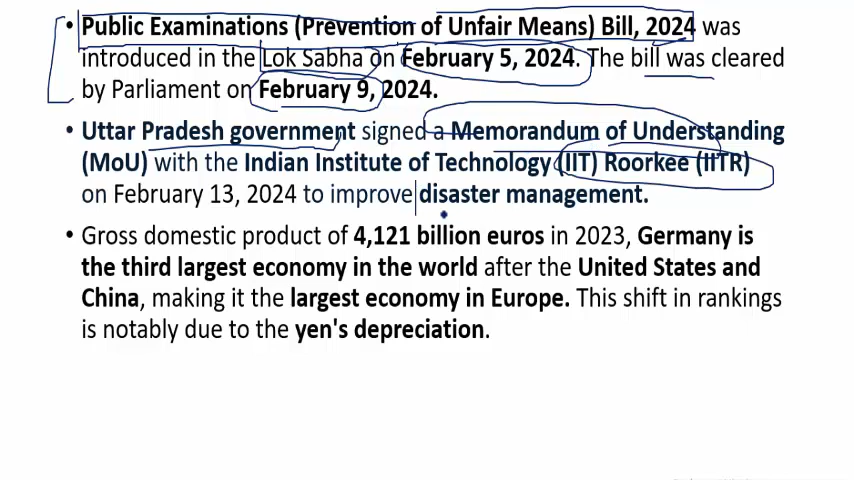 • Public Examinations (Prevention of Unfair Means) Bill, 2024 was
introduced in the Lok Sabha on February 5, 2024. The bill was cleared
by Parliament on February 9, 2024.
• Uttar Pradesh government signed a Memorandum of Understanding
(MoU) with the Indian Institute of Technology (IIT) Roorkee (IITR)
on February 13, 2024 to improve disaster management.
• Gross domestic product of 4,121 billion euros in 2023, Germany is
the third largest economy in the world after the United States and
China, making it the largest economy in Europe. This shift in rankings
is notably due to the yen's depreciation.